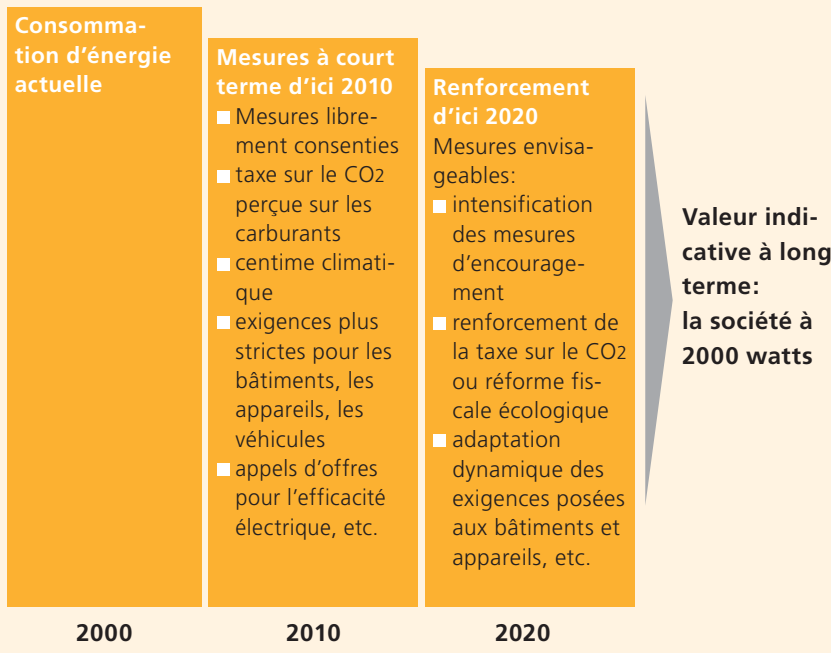 Consomma-
tion d'énergie
actuelle
Mesures à court
terme d'ici 2010
Mesures libre-
ment consenties
taxe sur le CO2
perçue sur les
carburants
centime climati-
que
exigences plus
strictes pour les
bâtiments, les
appareils, les
véhicules
appels d'offres
pour l'efficacité
électrique, etc.
Renforcement
d'ici 2020
Mesures envisa-
geables:
intensification
des mesures
d'encourage-
ment
renforcement de
la taxe sur le CO2
ou réforme fis-
cale écologique
adaptation
dynamique des
exigences posées
aux bâtiments et
appareils, etc.
Valeur indi-
cative à long
terme:
la société à
2000 watts
2000
2010
2020